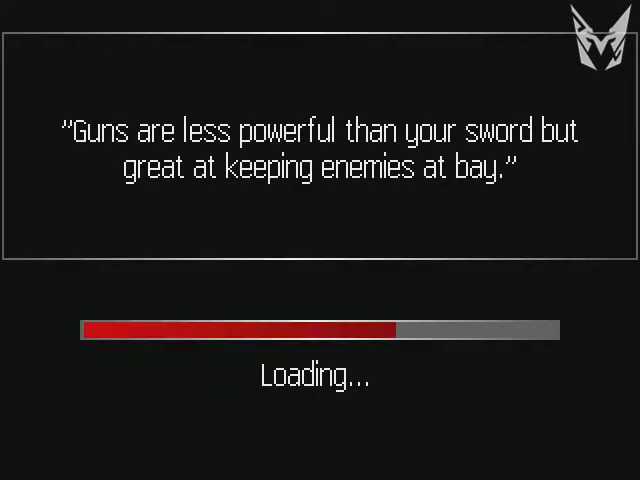 "Guns are less powerful than your sword but
great at keeping enemies at bay."
Loading...